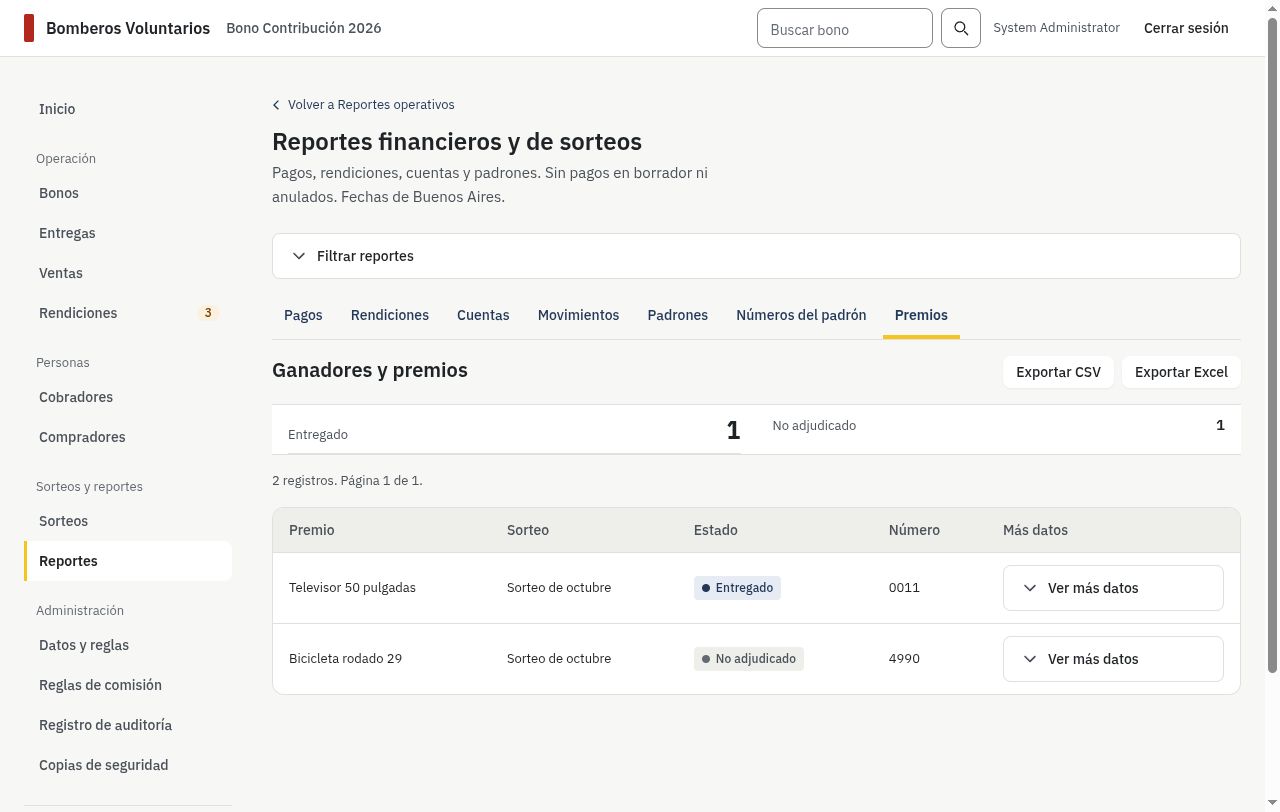 Bomberos Voluntarios Bono Contribución 2026 Buscar bono System Administrator Cerrar sesión
Inicio
Operación
Bonos
Entregas
Ventas
Rendiciones 3
Personas
Cobradores
Compradores
Sorteos y reportes
Sorteos
Reportes
Administración
Datos y reglas
Reglas de comisión
Registro de auditoría
Copias de seguridad
Volver a Reportes operativos
Reportes financieros y de sorteos
Pagos, rendiciones, cuentas y padrones. Sin pagos en borrador ni
anulados. Fechas de Buenos Aires.
Filtrar reportes
Pagos Rendiciones Cuentas Movimientos Padrones Números del padrón Premios
Ganadores y premios Exportar CSV Exportar Excel
Entregado 1 No adjudicado 1
2 registros. Página 1 de 1.
Premio Sorteo Estado Número Más datos
Televisor 50 pulgadas Sorteo de octubre Entregado 0011 Ver más datos
Bicicleta rodado 29 Sorteo de octubre No adjudicado 4990 Ver más datos